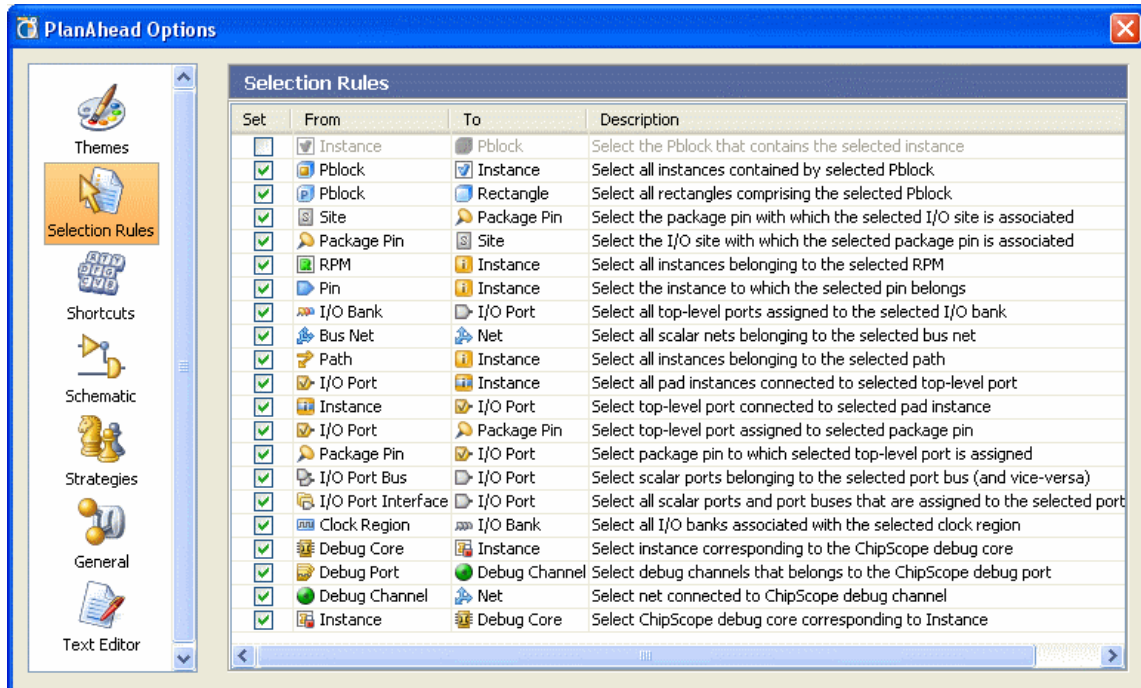 PlanAhead Options
Themes
Selection Rules
Shortcuts
Schematic
Strategies
General
Text Editor
Selection Rules
Set From To Description
Instance Pblock Select the Pblock that contains the selected instance
Pblock Instance Select all instances contained by selected Pblock
Pblock Rectangle Select all rectangles comprising the selected Pblock
Site Package Pin Select the package pin with which the selected I/O site is associated
Package Pin Site Select the I/O site with which the selected package pin is associated
RPM Instance Select all instances belonging to the selected RPM
Pin Instance Select the instance to which the selected pin belongs
I/O Bank I/O Port Select all top-level ports assigned to the selected I/O bank
Bus Net Net Select all scalar nets belonging to the selected bus net
Path Instance Select all instances belonging to the selected path
I/O Port Instance Select all pad instances connected to selected top-level port
Instance I/O Port Select top-level port connected to selected pad instance
I/O Port Package Pin Select top-level port assigned to selected package pin
Package Pin I/O Port Select package pin to which selected top-level port is assigned
I/O Port Bus I/O Port Select scalar ports belonging to the selected port bus (and vice-versa)
I/O Port Interface I/O Port Select all scalar ports and port buses that are assigned to the selected port
Clock Region I/O Bank Select all I/O banks associated with the selected clock region
Debug Core Instance Select instance corresponding to the ChipScope debug core
Debug Port Debug Channel Select debug channels that belongs to the ChipScope debug port
Debug Channel Net Select net connected to ChipScope debug channel
Instance Debug Core Select ChipScope debug core corresponding to Instance